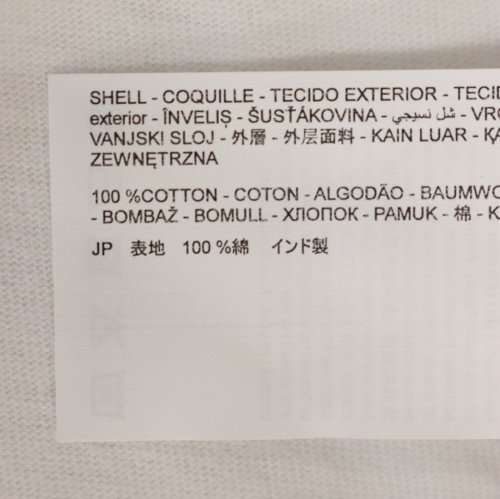 SHELL - COQUILLE - TECIDO EXTERIOR - TECID
exterior - ÎNVELIȘ - ŠUSŤÁKOVINA - شل نسيجي - VRC
VANJSKI SLOJ - 外層 - 外层面料 - KAIN LUAR - ҚА
ZEWNĘTRZNA
100 %COTTON - COTON - ALGODÃO - BAUMWO
- BOMBAŽ - BOMULL - ХЛОПОК - PAMUK - 棉 - K
JP 表地 100 %綿 インド製